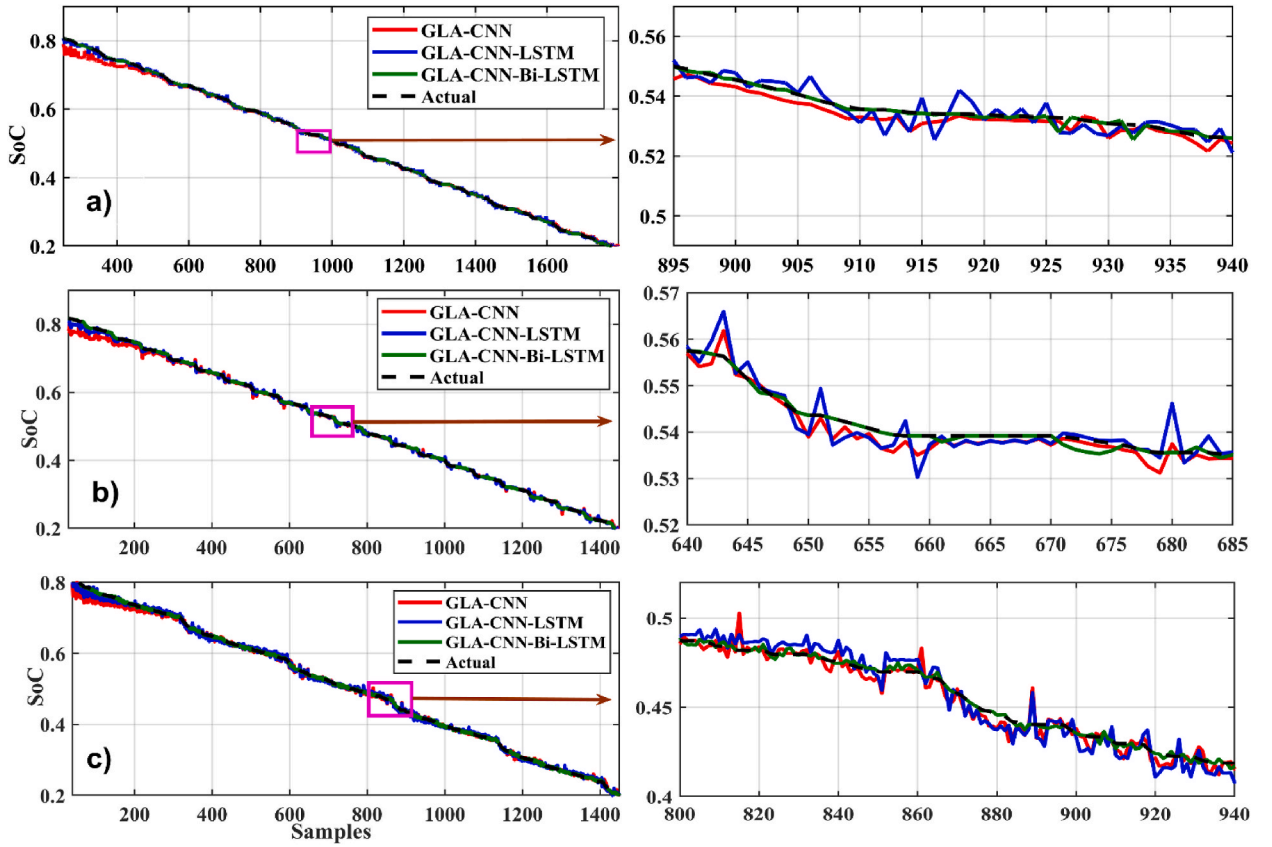 GLA-CNN
GLA-CNN-LSTM
GLA-CNN-Bi-LSTM
Actual
0.8
0.6
0.4
0.2
SoC
a)
400 600 800 1000 1200 1400 1600
0.56
0.54
0.52
0.5
895 900 905 910 915 920 925 930 935 940
GLA-CNN
GLA-CNN-LSTM
GLA-CNN-Bi-LSTM
Actual
0.8
0.6
0.4
0.2
SoC
b)
200 400 600 800 1000 1200 1400
0.57
0.56
0.55
0.54
0.53
0.52
640 645 650 655 660 665 670 675 680 685
GLA-CNN
GLA-CNN-LSTM
GLA-CNN-Bi-LSTM
Actual
0.8
0.6
0.4
0.2
SoC
c)
200 400 600 800 1000 1200 1400
Samples
0.5
0.45
0.4
800 820 840 860 880 900 920 940